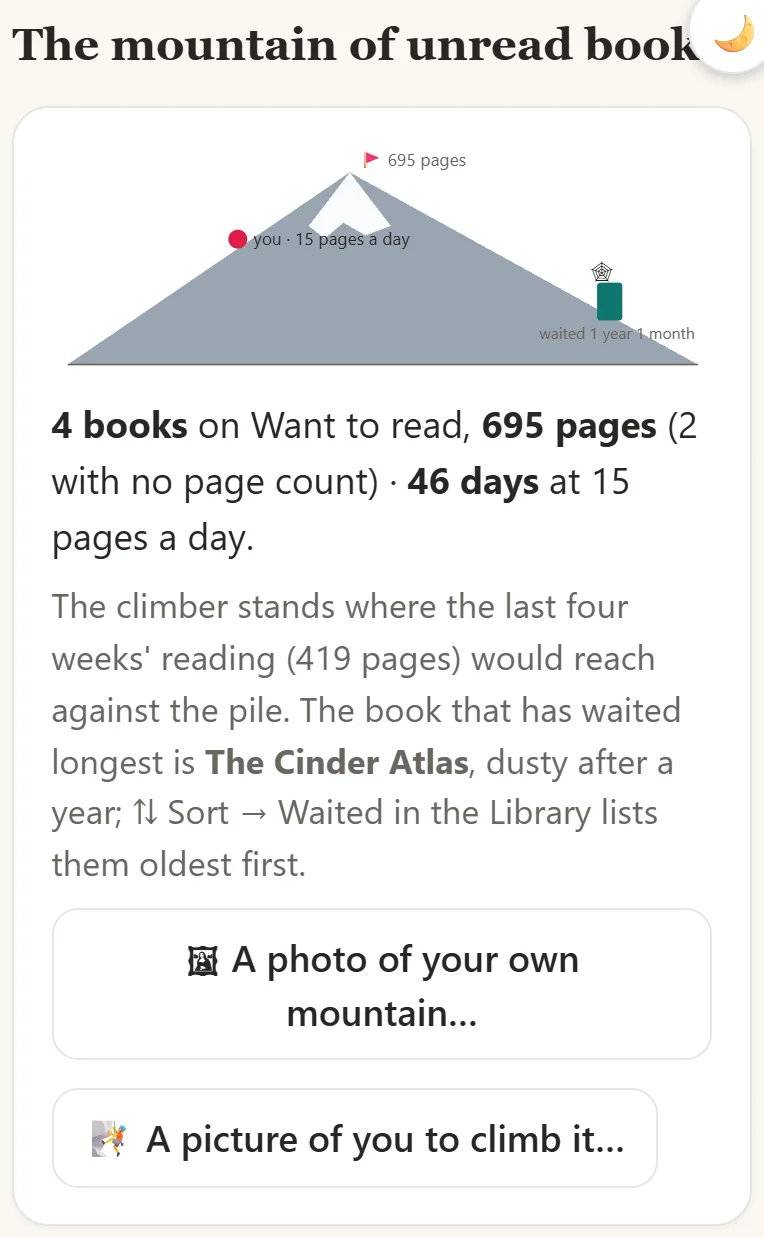 The mountain of unread book
695 pages
you · 15 pages a day
waited 1 year 1 month
4 books on Want to read, 695 pages (2
with no page count) · 46 days at 15
pages a day.
The climber stands where the last four
weeks' reading (419 pages) would reach
against the pile. The book that has waited
longest is The Cinder Atlas, dusty after a
year; ⇅ Sort → Waited in the Library lists
them oldest first.
A photo of your own
mountain...
A picture of you to climb it...